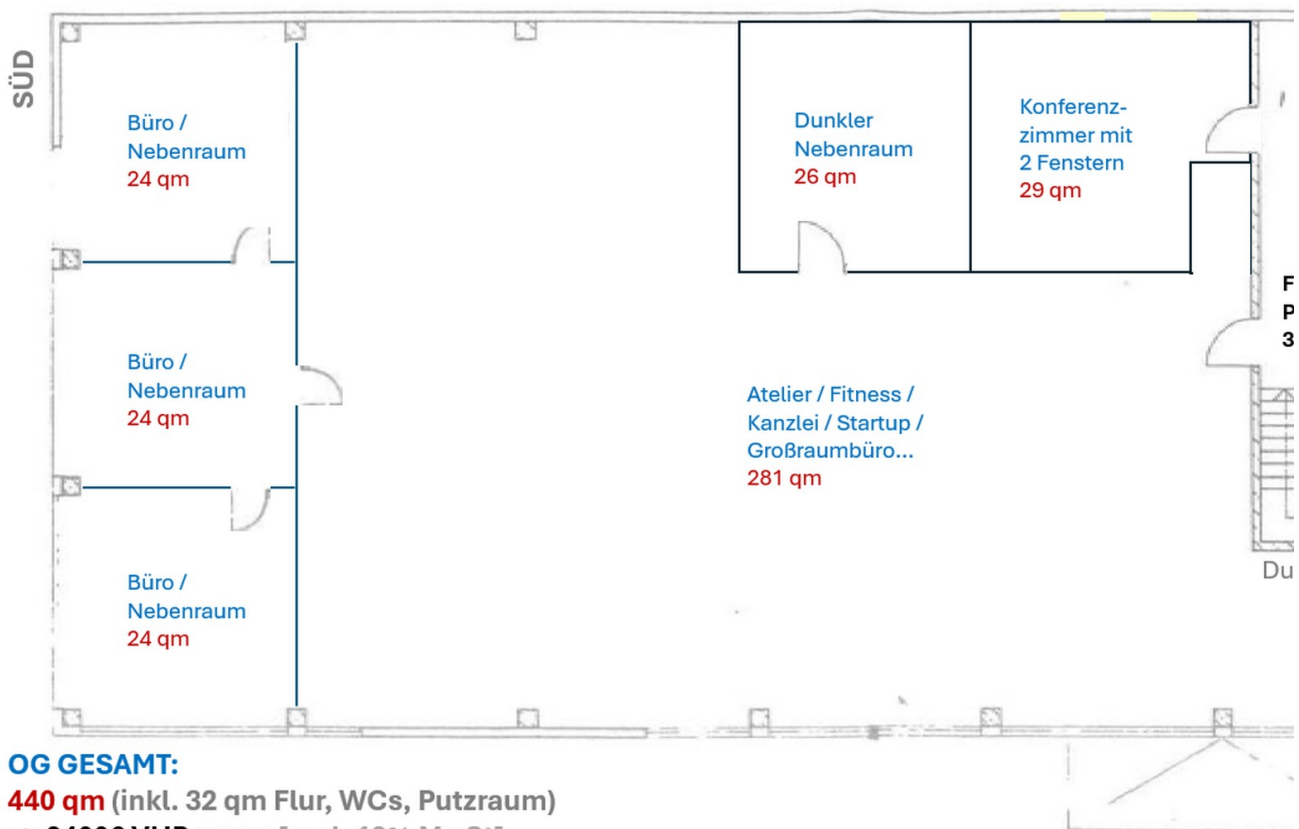 SÜD
Büro /
Nebenraum
24 qm
Dunkler
Nebenraum
26 qm
Konferenz-
zimmer mit
2 Fenstern
29 qm
Büro /
Nebenraum
24 qm
Atelier / Fitness /
Kanzlei / Startup /
Großraumbüro...
281 qm
F
P
3
Büro /
Nebenraum
24 qm
Du
OG GESAMT:
440 qm (inkl. 32 qm Flur, WCs, Putzraum)